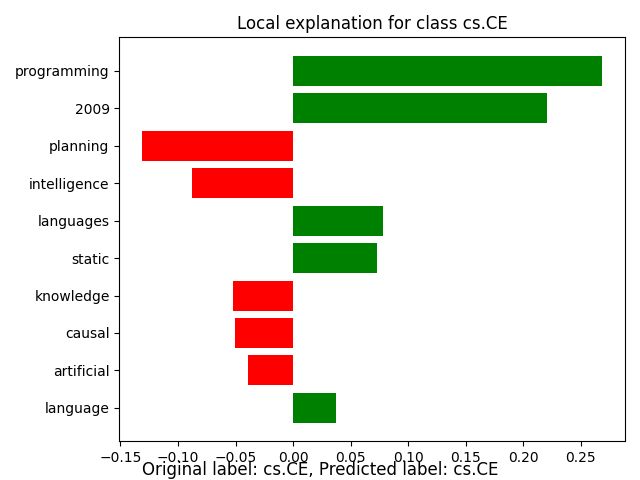 Local explanation for class cs.CE
programming
2009
planning
intelligence
languages
static
knowledge
causal
artificial
language
−0.15 −0.10 −0.05 0.00 0.05 0.10 0.15 0.20 0.25
Original label: cs.CE, Predicted label: cs.CE